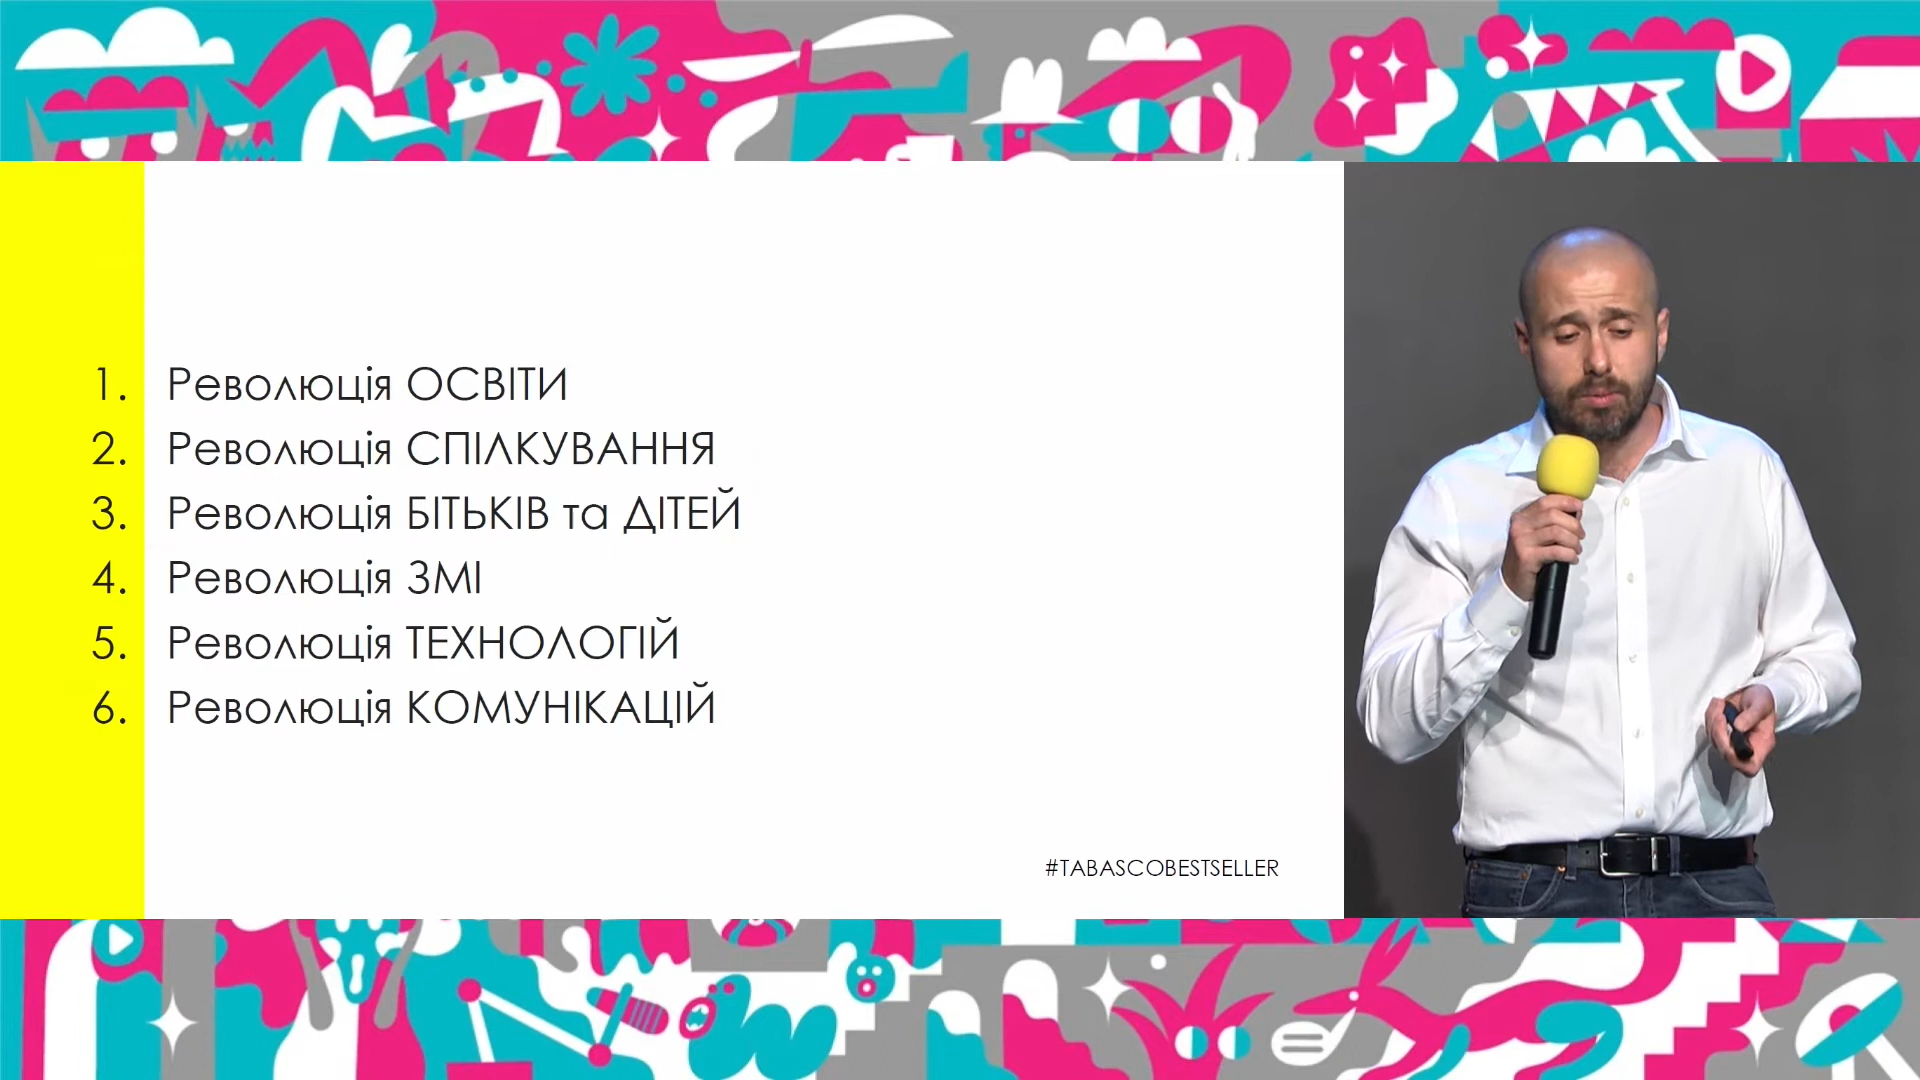 1. Революція ОСВІТИ
2. Революція СПІЛКУВАННЯ
3. Революція БІТЬКІВ та ДІТЕЙ
4. Революція ЗМІ
5. Революція ТЕХНОЛОГІЙ
6. Революція КОМУНІКАЦІЙ
#TABASCOBESTSELLER